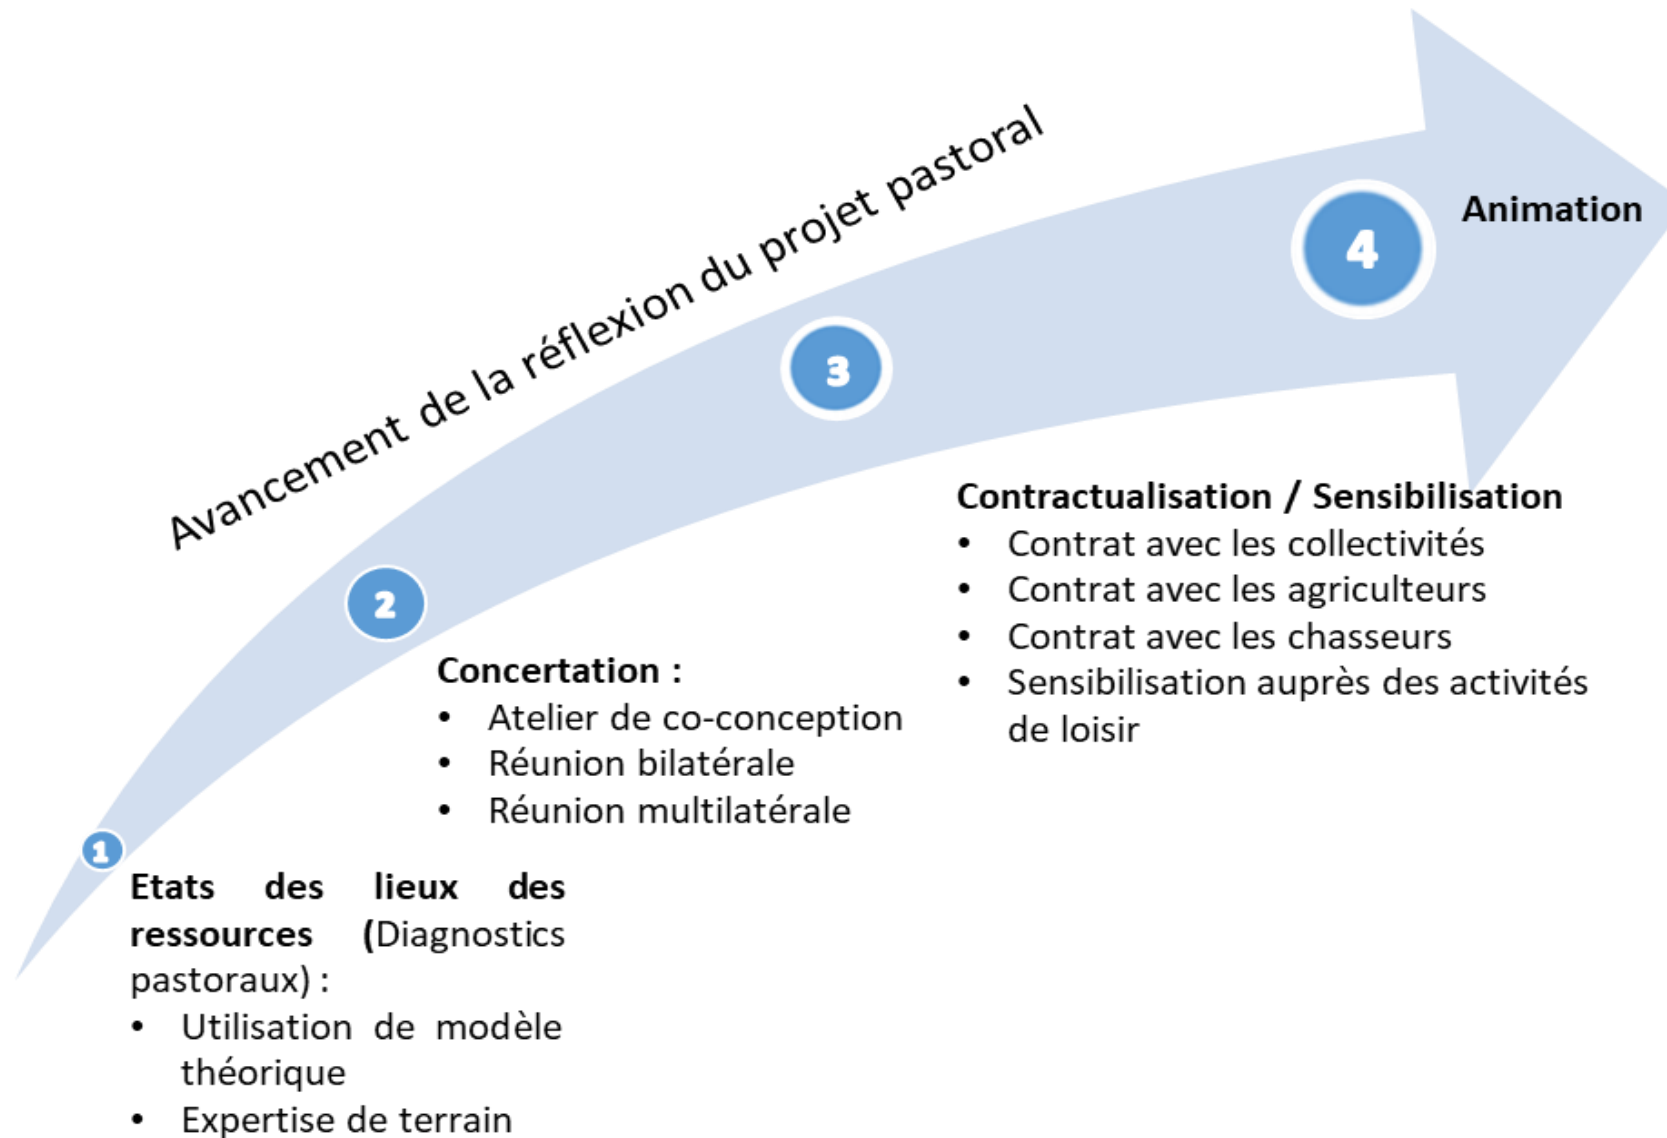 Avancement de la réflexion du projet pastoral
1
Etats des lieux des
ressources (Diagnostics
pastoraux) :
• Utilisation de modèle
théorique
• Expertise de terrain
2
Concertation :
• Atelier de co-conception
• Réunion bilatérale
• Réunion multilatérale
3
Contractualisation / Sensibilisation
• Contrat avec les collectivités
• Contrat avec les agriculteurs
• Contrat avec les chasseurs
• Sensibilisation auprès des activités
de loisir
4
Animation